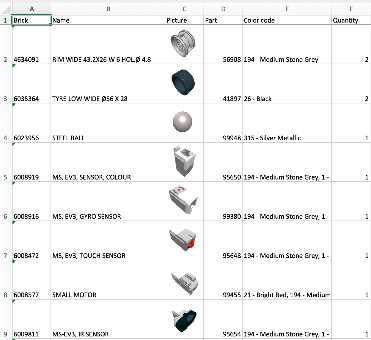 A B C D E F
1 Brick Name Picture Part Color code Quantity
2 4634091 RIM WIDE 43,2X26 W 6 HOL.Ø 4.8 56908 194 - Medium Stone Grey 2
3 6035364 TYRE LOW WIDE Ø56 X 28 41897 26 - Black 2
4 6023956 STEEL BALL 99948 315 - Silver Metallic 1
5 6008919 MS, EV3, SENSOR, COLOUR 95650 194 - Medium Stone Grey, 1 - 1
6 6008916 MS, EV3, GYRO SENSOR 99380 194 - Medium Stone Grey, 1 1
7 6008472 MS, EV3, TOUCH SENSOR 95648 194 - Medium Stone Grey, 1 - 1
8 6008577 SMALL MOTOR 99455 21 - Bright Red, 194 - Medium 1
9 6009811 MS-EV3, IR SENSOR 95654 194 - Medium Stone Grey, 1 - 1